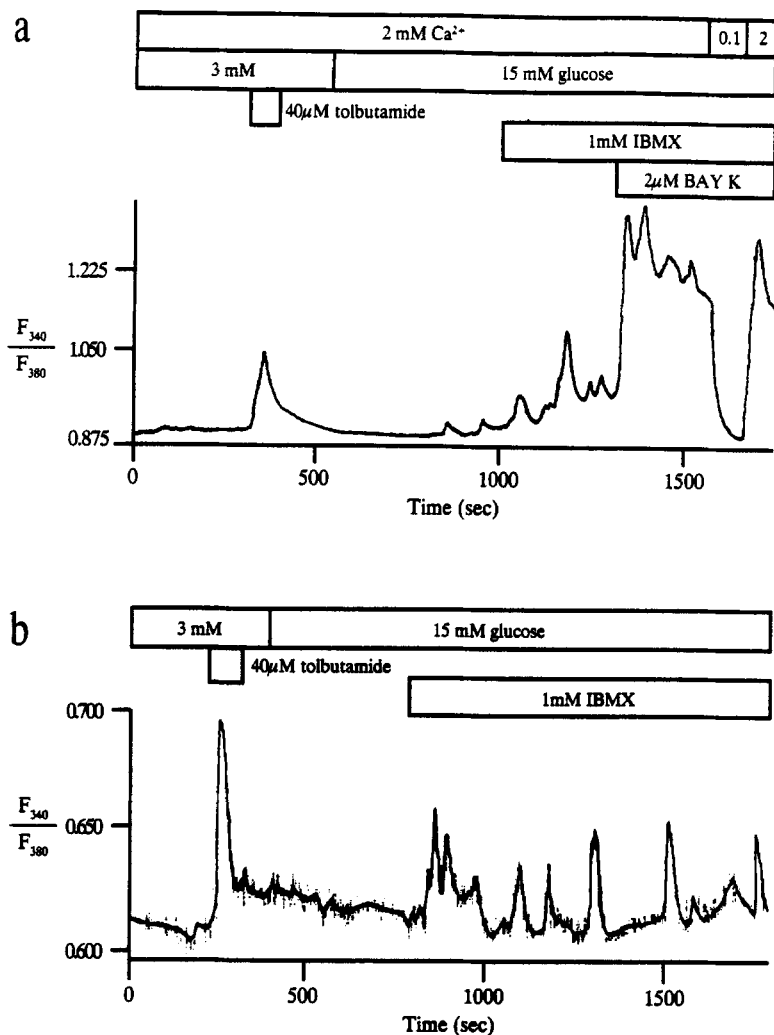 a
2 mM Ca²⁺ 0.1 2
3 mM 15 mM glucose
40µM tolbutamide
1mM IBMX
2µM BAY K
1.225
1.050
0.875
F₃₄₀
F₃₈₀
0 500 1000 1500
Time (sec)
b
3 mM 15 mM glucose
40µM tolbutamide
1mM IBMX
0.700
0.650
0.600
F₃₄₀
F₃₈₀
0 500 1000 1500
Time (sec)